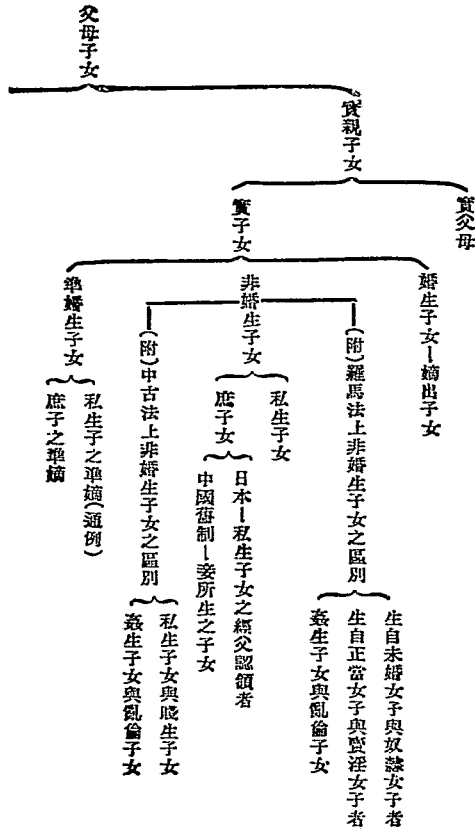 父母子女
實親子女
實父母
實子女
婚生子女—嫡出子女
非婚生子女
(附)羅馬法上非婚生子女之區別
生自未婚女子與奴隸女子者
生自正當女子與賣淫女子者
姦生子女與亂倫子女
私生子女
庶子女
日本—私生子女之經父認領者
中國舊制—妾所生之子女
(附)中古法上非婚生子女之區別
私生子女與賤生子女
姦生子女與亂倫子女
準婚生子女
私生子之準嫡(通例)
庶子之準嫡